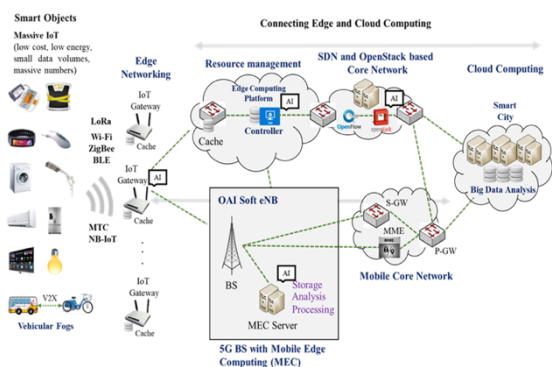 Smart Objects
Massive IoT
(low cost, low energy,
small data volumes,
massive numbers)
V2X
Vehicular Fogs
LoRa
Wi-Fi
ZigBee
BLE
MTC
NB-IoT
Edge
Networking
IoT
Gateway
Cache
IoT
Gateway
AI
Cache
IoT
Gateway
Cache
Connecting Edge and Cloud Computing
Resource management
Edge Computing
Platform
AI
Cache
Controller
SDN and OpenStack based
Core Network
AI
OpenFlow
openstack
Cloud Computing
Smart
City
Big Data Analysis
OAI Soft eNB
BS
AI
Storage
Analysis
Processing
MEC Server
5G BS with Mobile Edge
Computing (MEC)
S-GW
MME
P-GW
Mobile Core Network